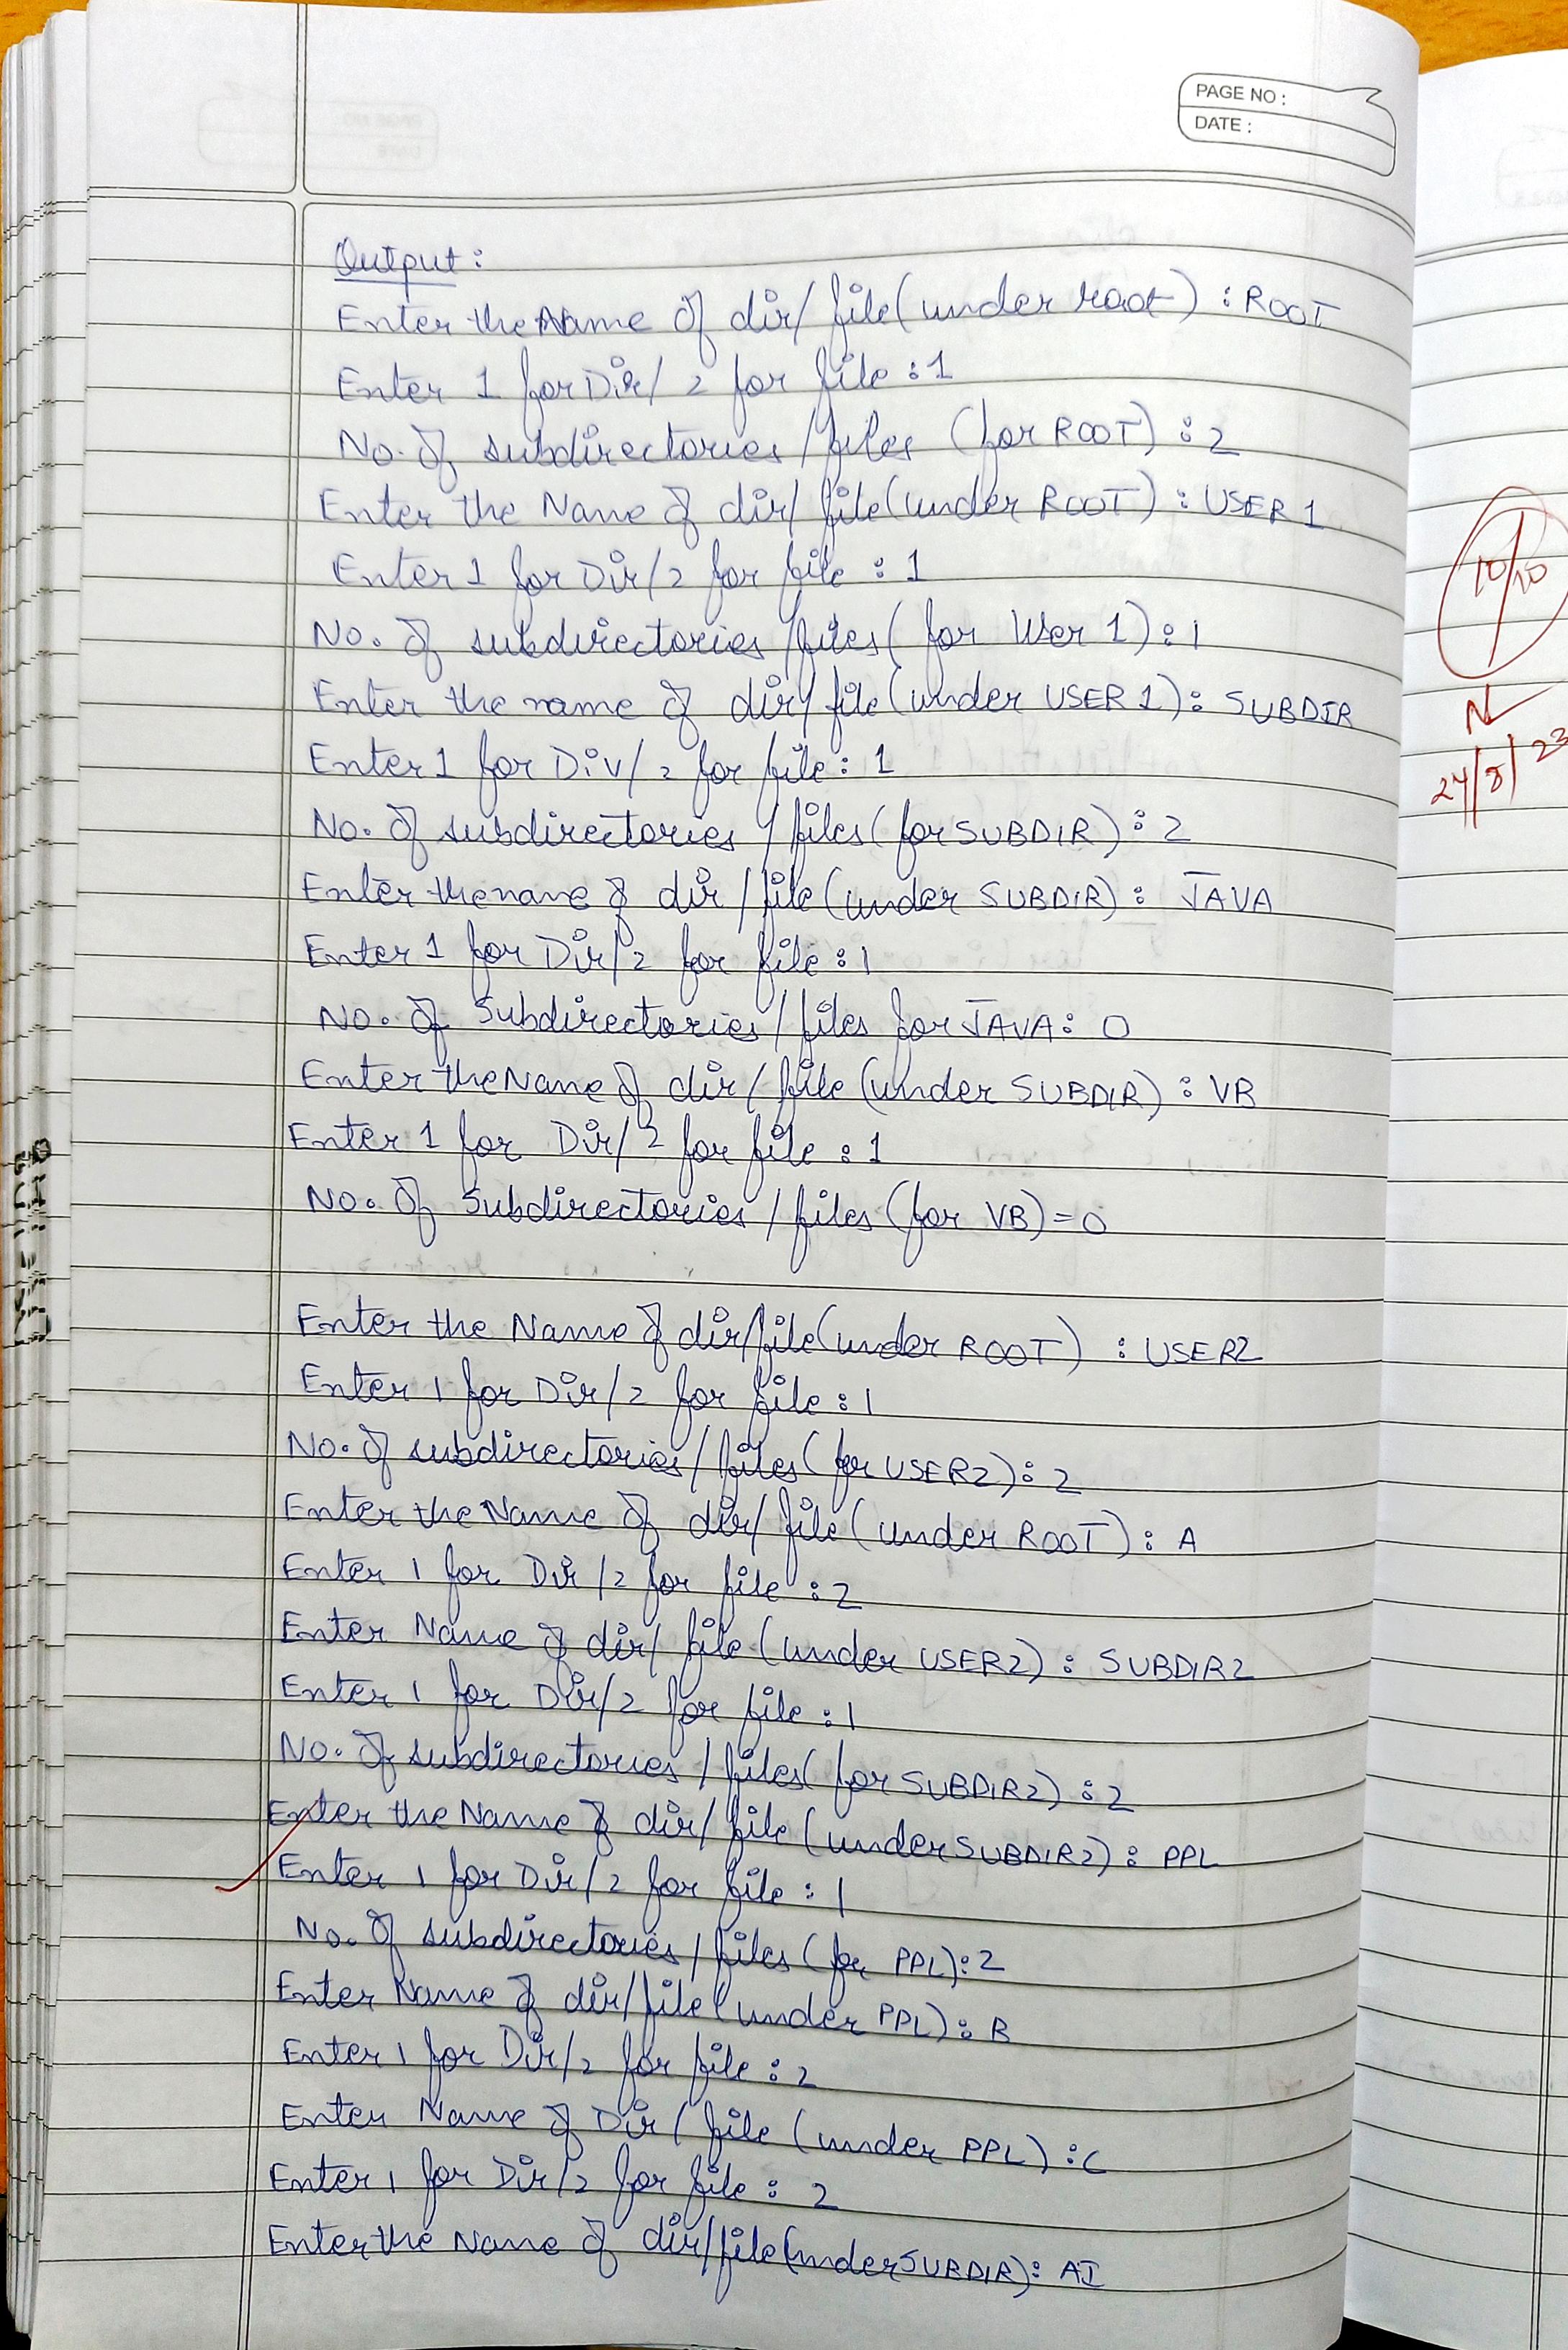 PAGE NO :
DATE :
Output :
Enter the Name of dir/ file (under root) : ROOT
Enter 1 for Dir/ 2 for file : 1
No. of subdirectories / files (for ROOT) : 2
Enter the Name of dir/ file (under ROOT) : USER 1
Enter 1 for Dir/2 for file : 1
No. of subdirectories /files ( for User 1) : 1
Enter the name of dir/ file (under USER 1) : SUBDIR
Enter 1 for Div/ 2 for file : 1
No. of subdirectories / files (for SUBDIR) : 2
Enter the name of dir / file (under SUBDIR) : JAVA
Enter 1 for Dir/2 for file : 1
No. of Subdirectories / files for JAVA : 0
Enter the Name of dir / file (under SUBDIR) : VB
Enter 1 for Dir/2 for file : 1
No. of Subdirectories / files (for VB) = 0
Enter the Name of dir/file (under ROOT) : USER2
Enter 1 for Dir/2 for file : 1
No. of subdirectories / files (for USER2) : 2
Enter the Name of dir/ file (under ROOT) : A
Enter 1 for Dir /2 for file : 2
Enter Name of dir/ file (under USER2) : SUBDIR2
Enter 1 for Dir/2 for file : 1
No. of subdirectories / files (for SUBDIR2) : 2
Enter the Name of dir/ file (under SUBDIR2) : PPL
Enter 1 for Dir/2 for file : 1
No. of subdirectories / files (for PPL) : 2
Enter Name of dir/file (under PPL) : B
Enter 1 for Dir/2 for file : 2
Enter Name of Dir / file (under PPL) : C
Enter 1 for Dir/2 for file : 2
Enter the Name of dir/file (under SUBDIR) : AI
10/10
24/8/23